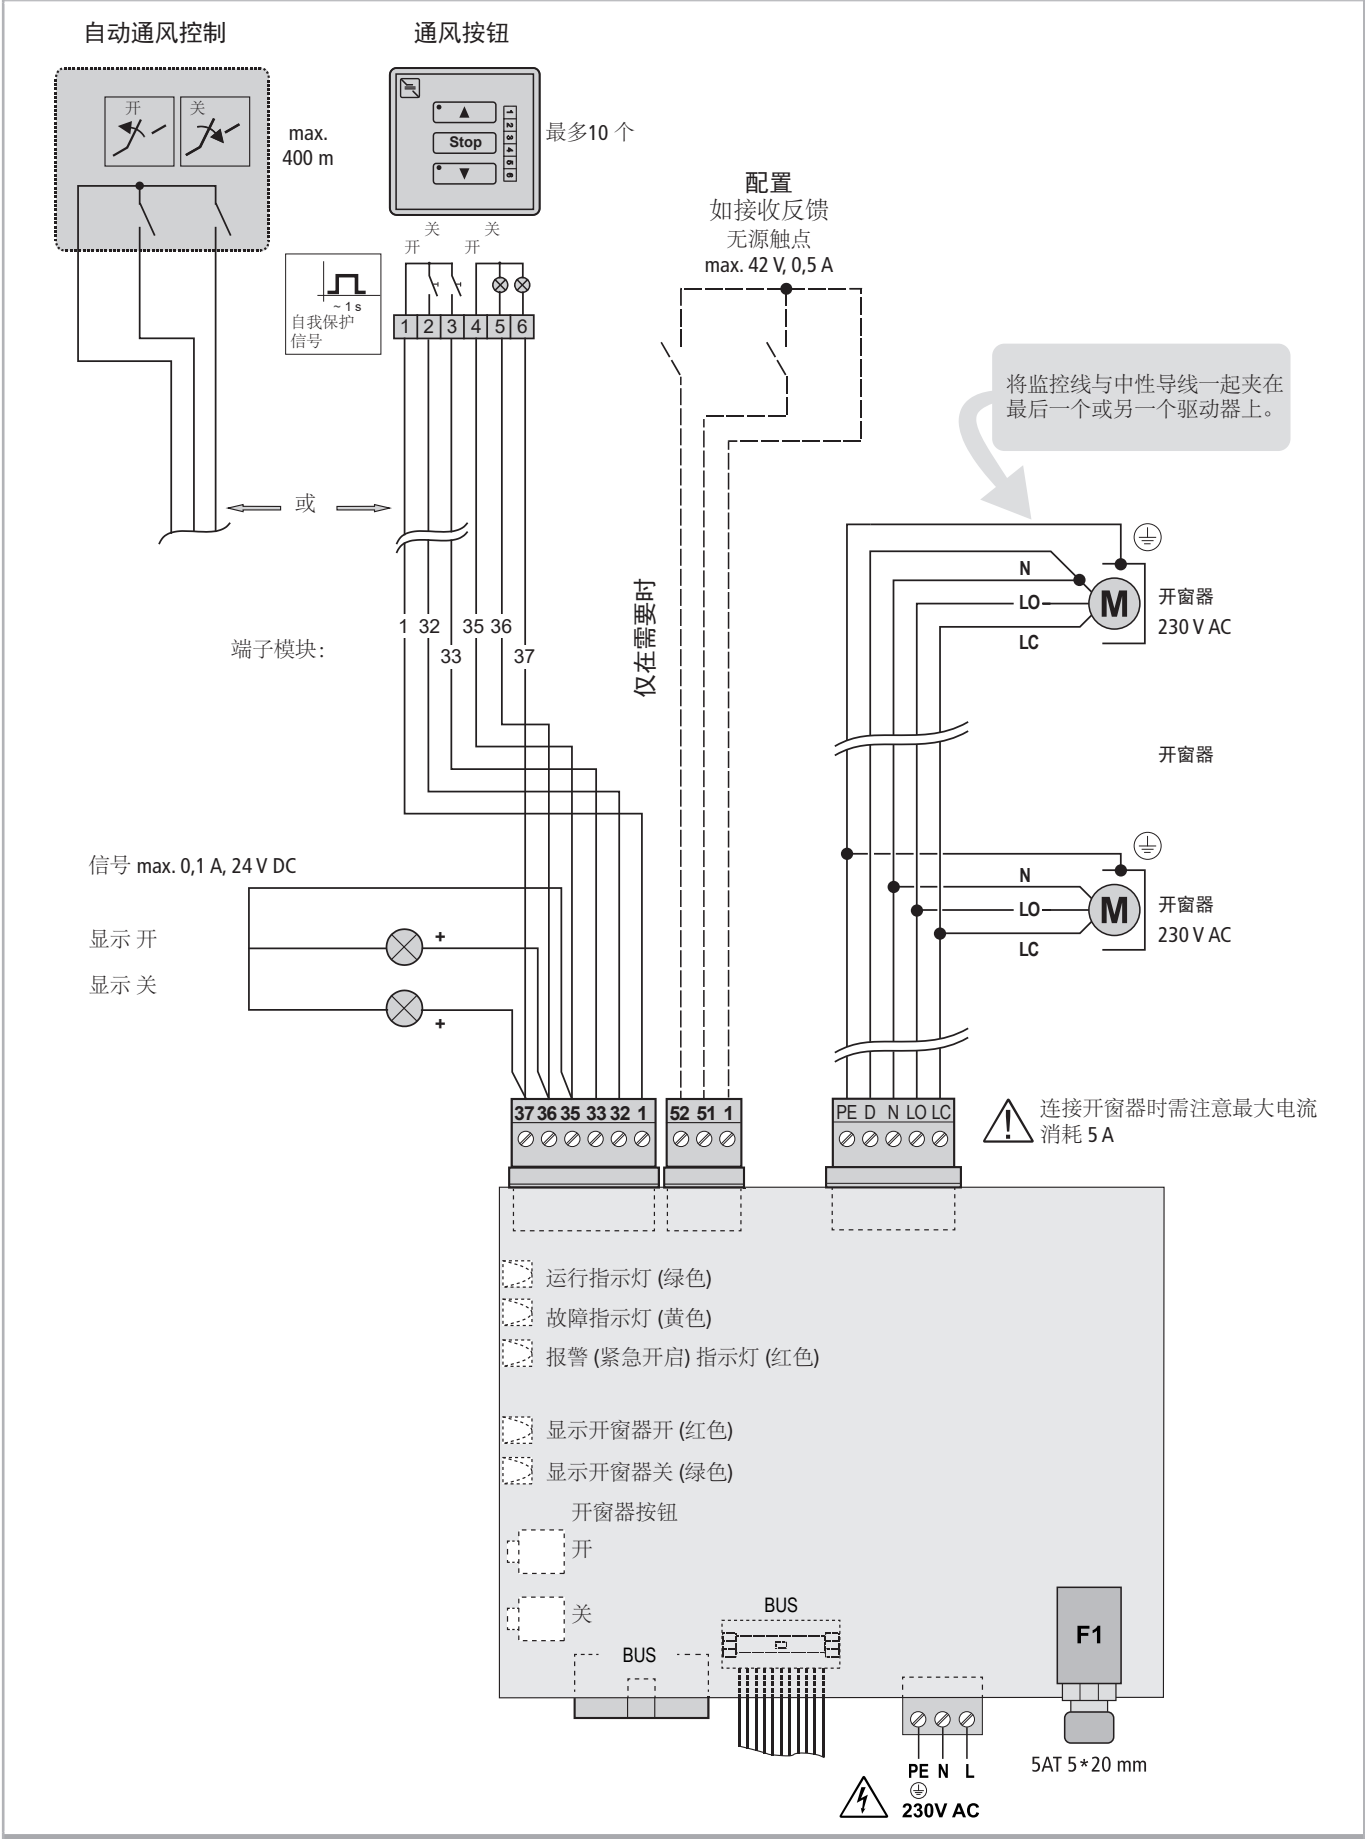 自动通风控制
通风按钮
开
关
max.
400 m
Stop
1
2
3
4
5
6
最多10 个
配置
如接收反馈
无源触点
max. 42 V, 0,5 A
关
关
开
开
~ 1 s
自我保护
信号
1 2 3 4 5 6
将监控线与中性导线一起夹在
最后一个或另一个驱动器上。
或
N
LO
LC
M
开窗器
230 V AC
仅在需要时
端子模块:
1 32 35 36
33 37
开窗器
信号 max. 0,1 A, 24 V DC
显示 开
+
显示 关
+
N
LO
LC
M
开窗器
230 V AC
37 36 35 33 32 1
52 51 1
PE D N LO LC
连接开窗器时需注意最大电流
消耗 5 A
运行指示灯 (绿色)
故障指示灯 (黄色)
报警 (紧急开启) 指示灯 (红色)
显示开窗器开 (红色)
显示开窗器关 (绿色)
开窗器按钮
开
关
BUS
BUS
F1
5AT 5*20 mm
PE N L
230V AC